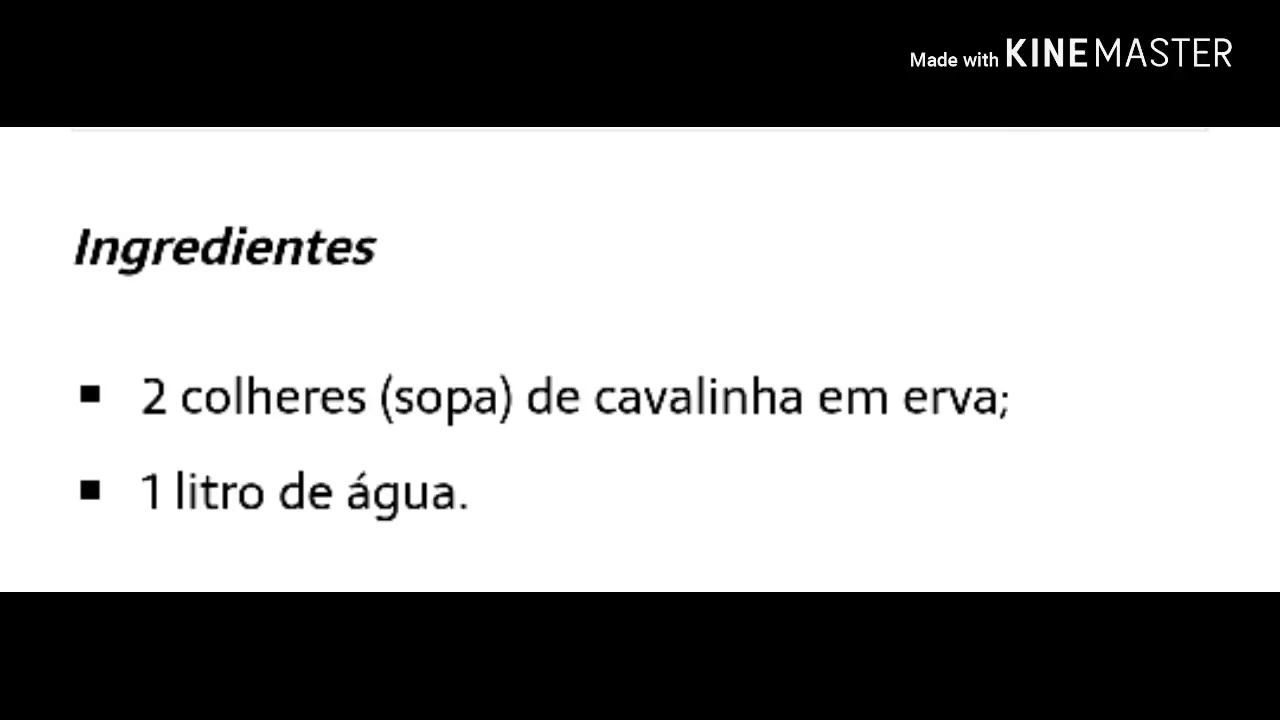 Made with KINEMASTER
Ingredientes
▪ 2 colheres (sopa) de cavalinha em erva;
▪ 1 litro de água.